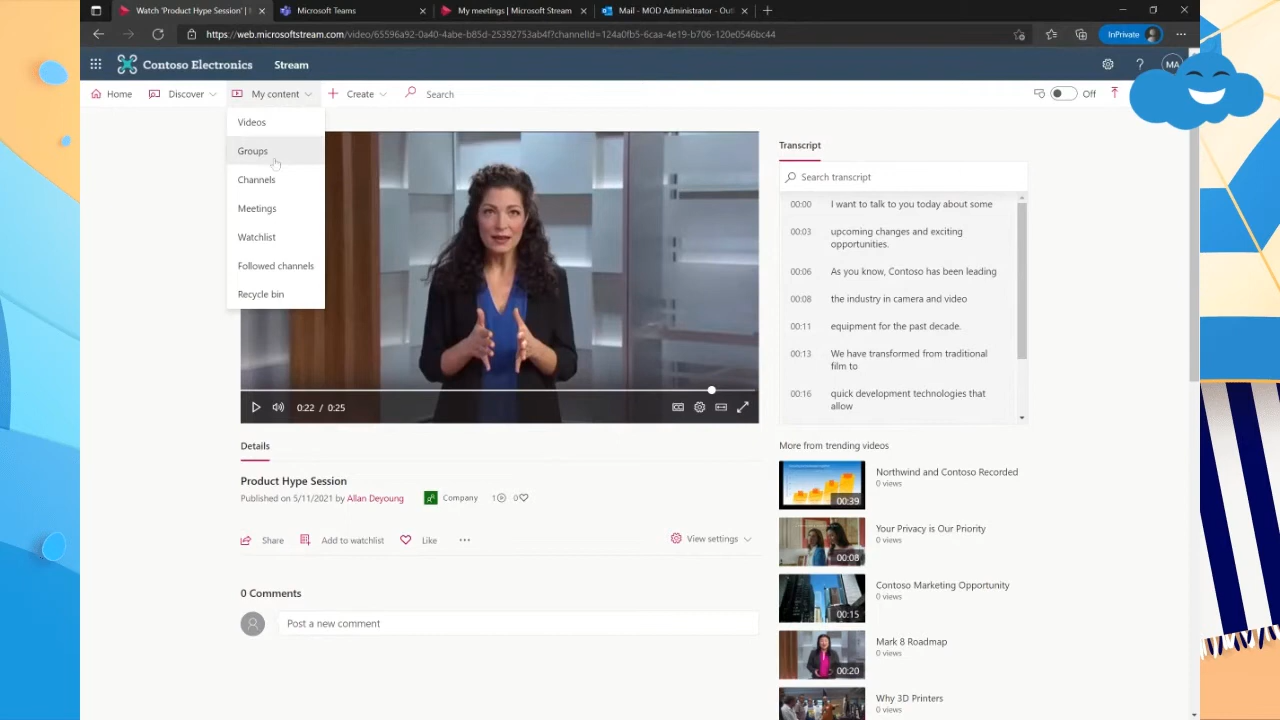 Watch 'Product Hype Session' |
Microsoft Teams
My meetings | Microsoft Stream
Mail - MOD Administrator - Out
https://web.microsoftstream.com/video/65596a92-0a40-4abe-b85d-25392753ab4f?channelId=124a0fb5-6caa-4e19-b706-120e0546bc44
InPrivate
Contoso Electronics
Stream
MA
Home
Discover
My content
Create
Search
Off
Videos
Groups
Channels
Meetings
Watchlist
Followed channels
Recycle bin
0:22 / 0:25
Details
Product Hype Session
Published on 5/11/2021 by Allan Deyoung
Company
1
0
Share
Add to watchlist
Like
View settings
0 Comments
Post a new comment
Transcript
Search transcript
00:00 I want to talk to you today about some
00:03 upcoming changes and exciting
opportunities.
00:06 As you know, Contoso has been leading
00:08 the industry in camera and video
00:11 equipment for the past decade.
00:13 We have transformed from traditional
film to
00:16 quick development technologies that
allow
More from trending videos
00:39
Northwind and Contoso Recorded
0 views
00:08
Your Privacy is Our Priority
0 views
00:15
Contoso Marketing Opportunity
0 views
00:20
Mark 8 Roadmap
0 views
Why 3D Printers
0 views